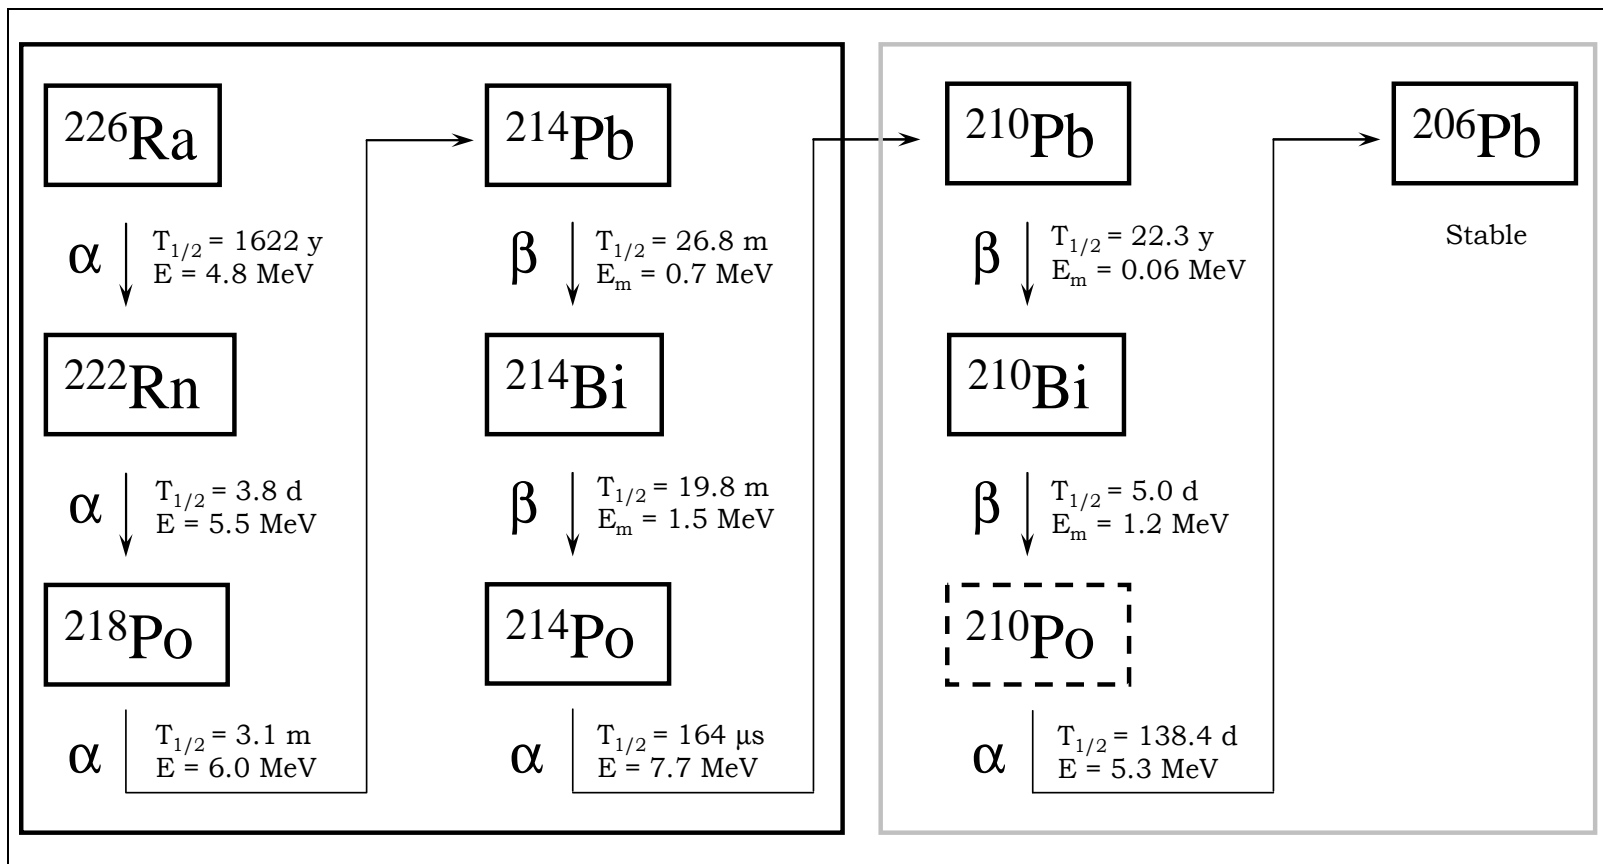 ²²⁶Ra
α
T₁/₂ = 1622 y
E = 4.8 MeV
²²²Rn
α
T₁/₂ = 3.8 d
E = 5.5 MeV
²¹⁸Po
α
T₁/₂ = 3.1 m
E = 6.0 MeV
²¹⁴Pb
β
T₁/₂ = 26.8 m
Eₘ = 0.7 MeV
²¹⁴Bi
β
T₁/₂ = 19.8 m
Eₘ = 1.5 MeV
²¹⁴Po
α
T₁/₂ = 164 μs
E = 7.7 MeV
²¹⁰Pb
β
T₁/₂ = 22.3 y
Eₘ = 0.06 MeV
²¹⁰Bi
β
T₁/₂ = 5.0 d
Eₘ = 1.2 MeV
²¹⁰Po
α
T₁/₂ = 138.4 d
E = 5.3 MeV
²⁰⁶Pb
Stable